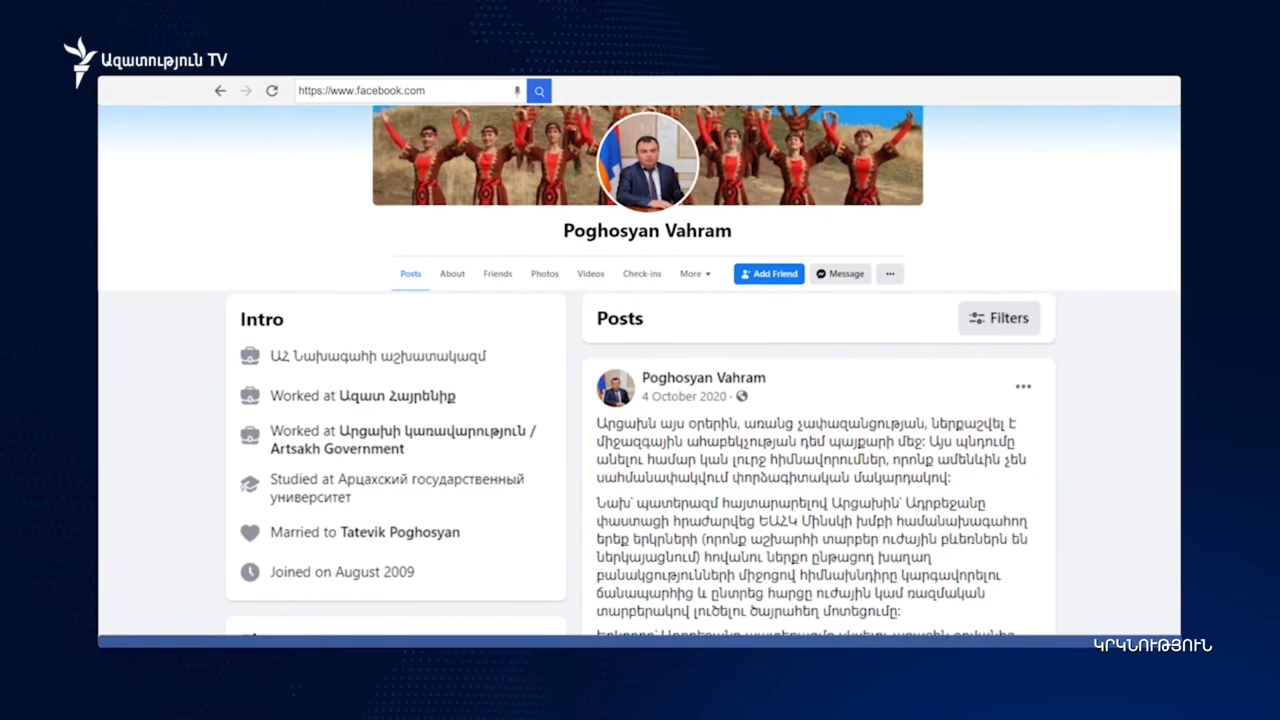 Ազատություն TV
https://www.facebook.com
Poghosyan Vahram
Posts About Friends Photos Videos Check-ins More Add Friend Message ...
Intro
ԱՀ Նախագահի աշխատակազմ
Worked at Ազատ Հայրենիք
Worked at Արցախի կառավարություն /
Artsakh Government
Studied at Арцахский государственный
университет
Married to Tatevik Poghosyan
Joined on August 2009
Posts
Filters
Poghosyan Vahram
4 October 2020 ·
Արցախն այս օրերին, առանց չափազանցության, ներքաշվել է
միջազգային ահաբեկչության դեմ պայքարի մեջ: Այս պնդումը
անելու համար կան լուրջ հիմնավորումներ, որոնք ամենևին չեն
սահմանափակվում փորձագիտական մակարդակով:
Նախ՝ պատերազմ հայտարարելով Արցախին՝ Ադրբեջանը
փաստացի հրաժարվեց ԵԱՀԿ Մինսկի խմբի համանախագահող
երեք երկրների (որոնք աշխարհի տարբեր ուժային բևեռներն են
ներկայացնում) հովանու ներքո ընթացող խաղաղ
բանակցությունների միջոցով հիմնախնդիրը կարգավորելու
ճանապարհից և ընտրեց հարցը ուժային կամ ռազմական
տարբերակով լուծելու ծայրահեղ մոտեցումը:
ԿՐԿՆՈՒԹՅՈՒՆ